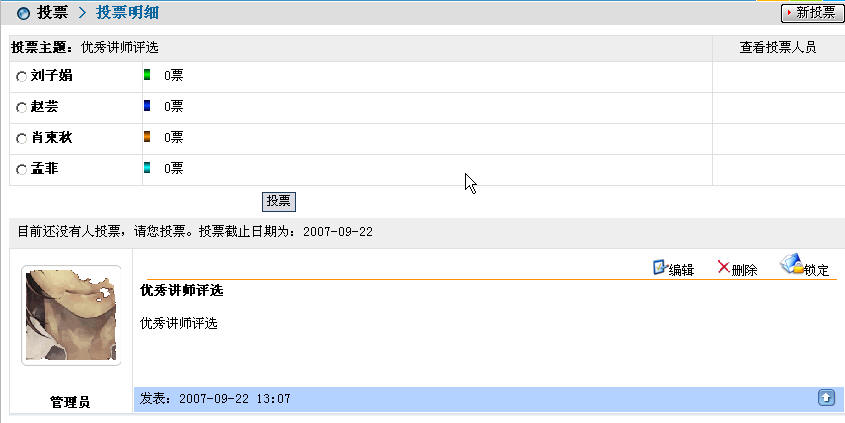 投票 > 投票明细
新投票
投票主题：优秀讲师评选 查看投票人员
刘子娟 0票
赵芸 0票
肖柬秋 0票
孟菲 0票
投票
目前还没有人投票，请您投票。投票截止日期为：2007-09-22
编辑 删除 锁定
优秀讲师评选
优秀讲师评选
管理员
发表：2007-09-22 13:07